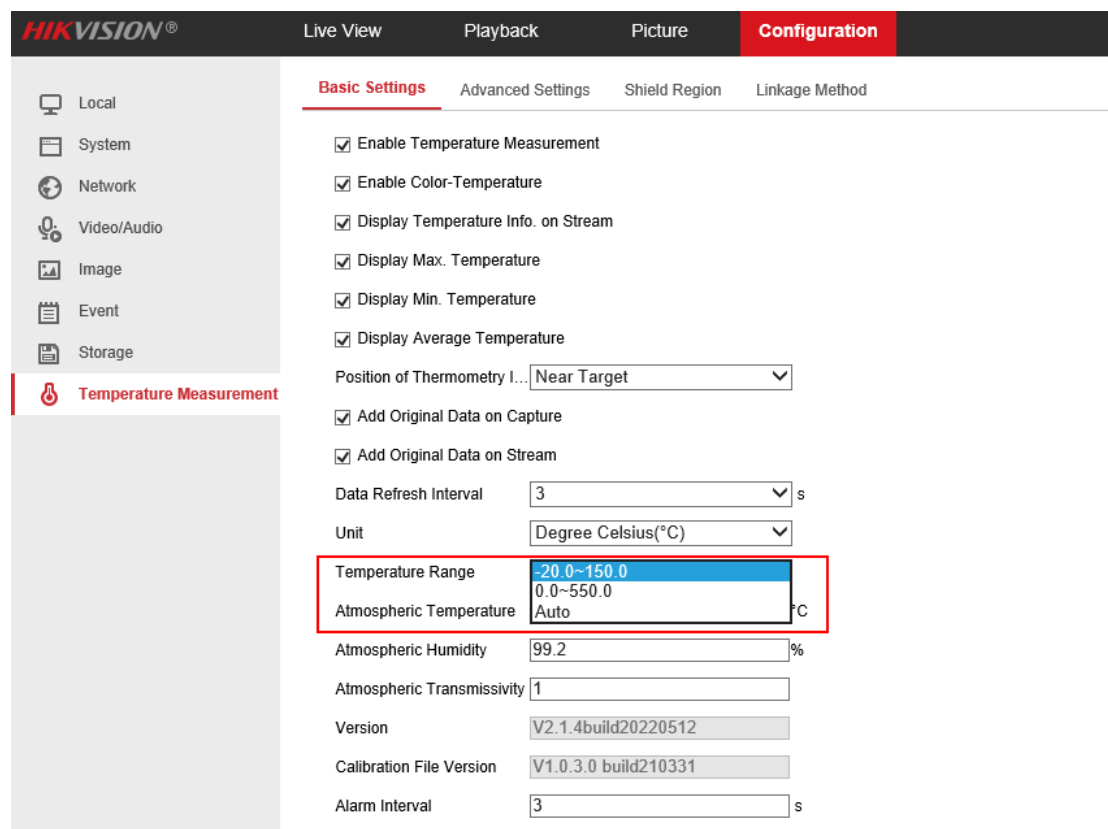 HIKVISION® Live View Playback Picture Configuration
Basic Settings Advanced Settings Shield Region Linkage Method
Local
System
Network
Video/Audio
Image
Event
Storage
Temperature Measurement
Enable Temperature Measurement
Enable Color-Temperature
Display Temperature Info. on Stream
Display Max. Temperature
Display Min. Temperature
Display Average Temperature
Position of Thermometry I... Near Target
Add Original Data on Capture
Add Original Data on Stream
Data Refresh Interval 3 s
Unit Degree Celsius(°C)
Temperature Range -20.0~150.0
0.0~550.0
Atmospheric Temperature Auto °C
Atmospheric Humidity 99.2 %
Atmospheric Transmissivity 1
Version V2.1.4build20220512
Calibration File Version V1.0.3.0 build210331
Alarm Interval 3 s